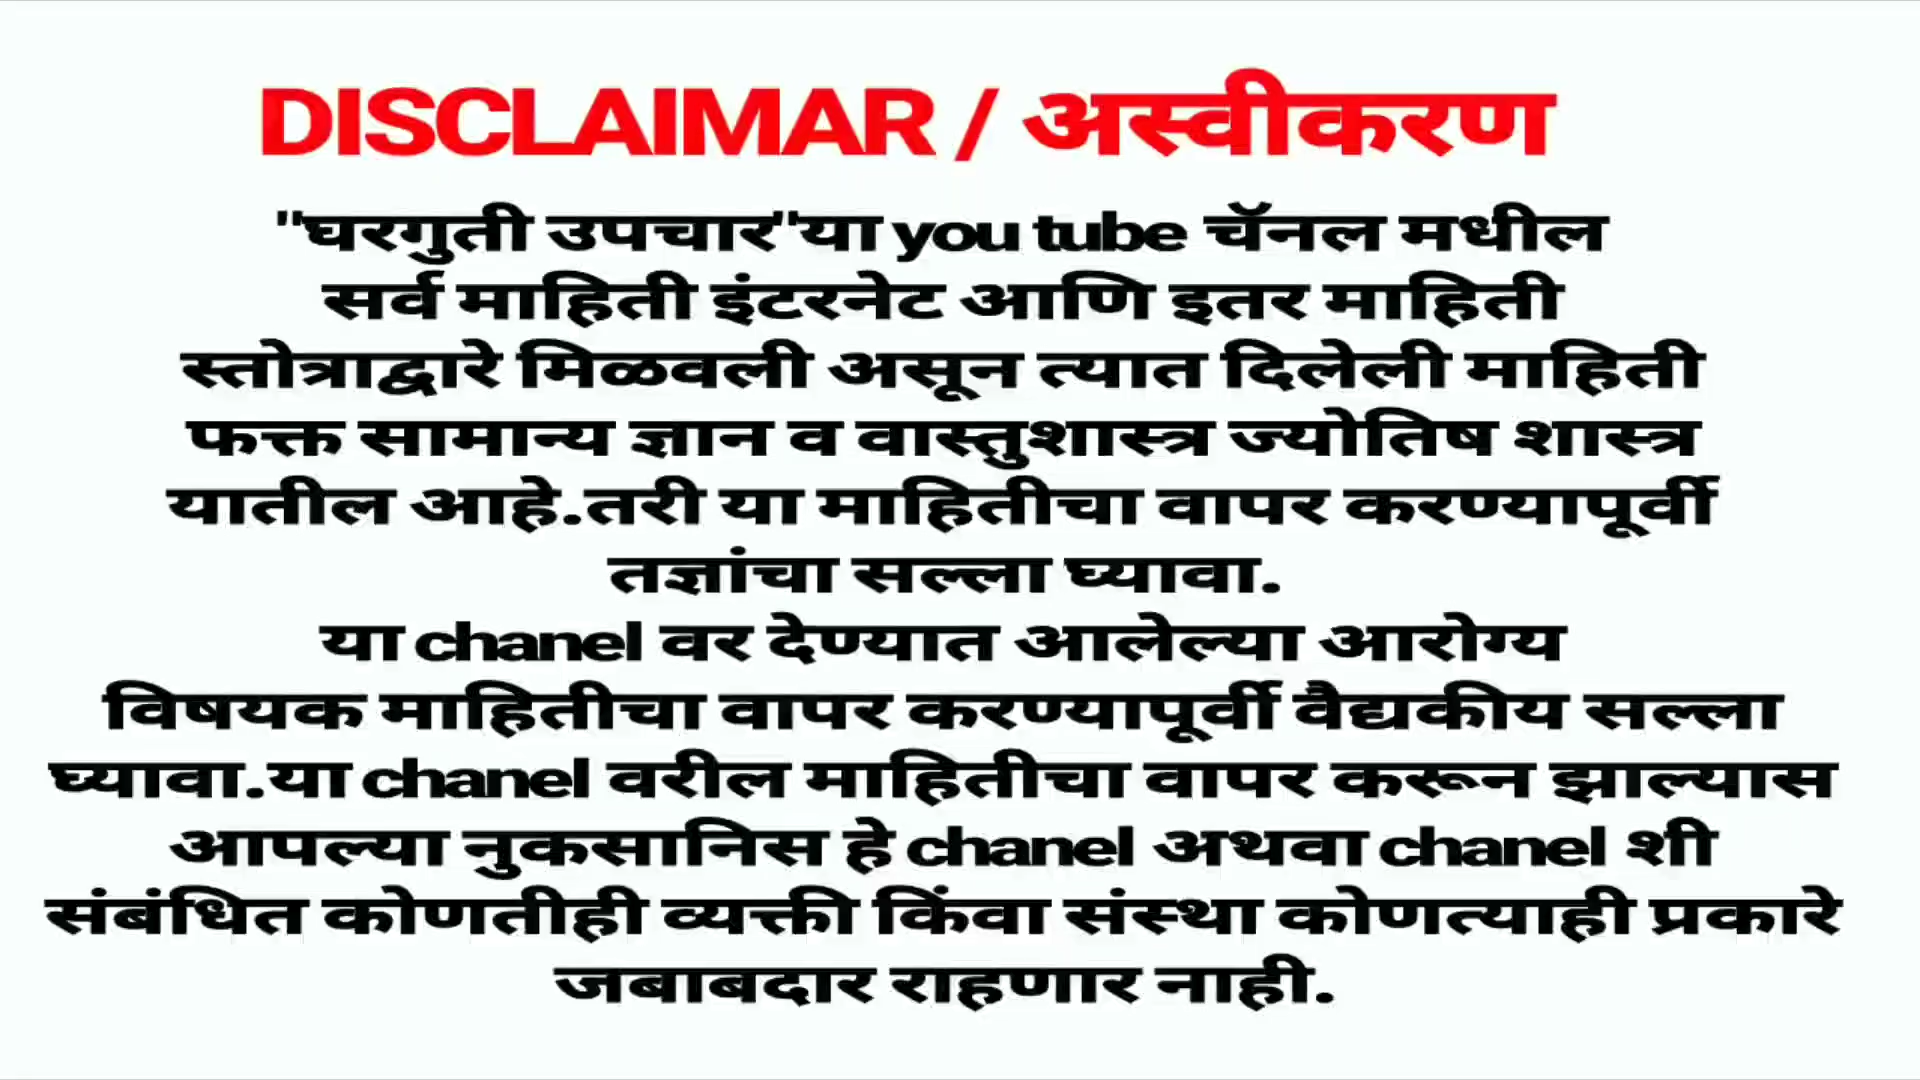 DISCLAIMAR / अस्वीकरण
"घरगुती उपचार"या you tube चॅनल मधील
सर्व माहिती इंटरनेट आणि इतर माहिती
स्तोत्राद्वारे मिळवली असून त्यात दिलेली माहिती
फक्त सामान्य ज्ञान व वास्तुशास्त्र ज्योतिष शास्त्र
यातील आहे.तरी या माहितीचा वापर करण्यापूर्वी
तज्ञांचा सल्ला घ्यावा.
या chanel वर देण्यात आलेल्या आरोग्य
विषयक माहितीचा वापर करण्यापूर्वी वैद्यकीय सल्ला
घ्यावा.या chanel वरील माहितीचा वापर करून झाल्यास
आपल्या नुकसानिस हे chanel अथवा chanel शी
संबंधित कोणतीही व्यक्ती किंवा संस्था कोणत्याही प्रकारे
जबाबदार राहणार नाही.